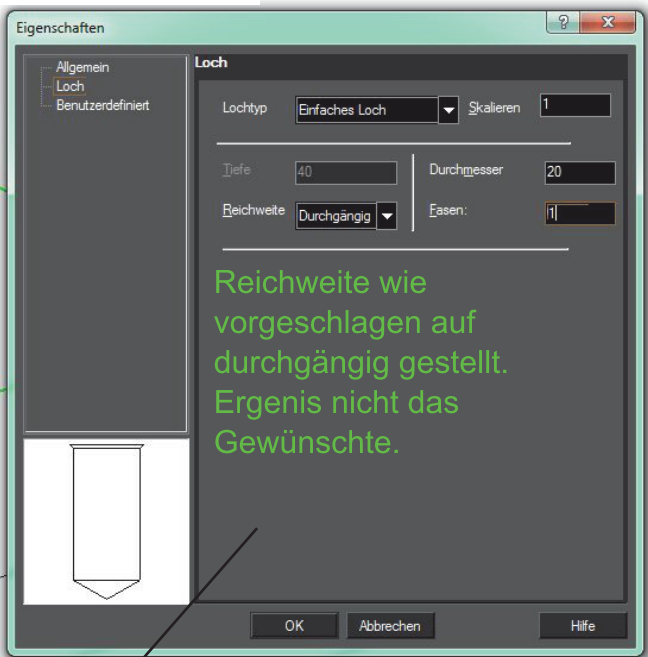 Eigenschaften
Allgemein
Loch
Benutzerdefiniert
Loch
Lochtyp Einfaches Loch Skalieren 1
Tiefe 40 Durchmesser 20
Reichweite Durchgängig Fasen: 1
Reichweite wie
vorgeschlagen auf
durchgängig gestellt.
Ergenis nicht das
Gewünschte.
OK Abbrechen Hilfe